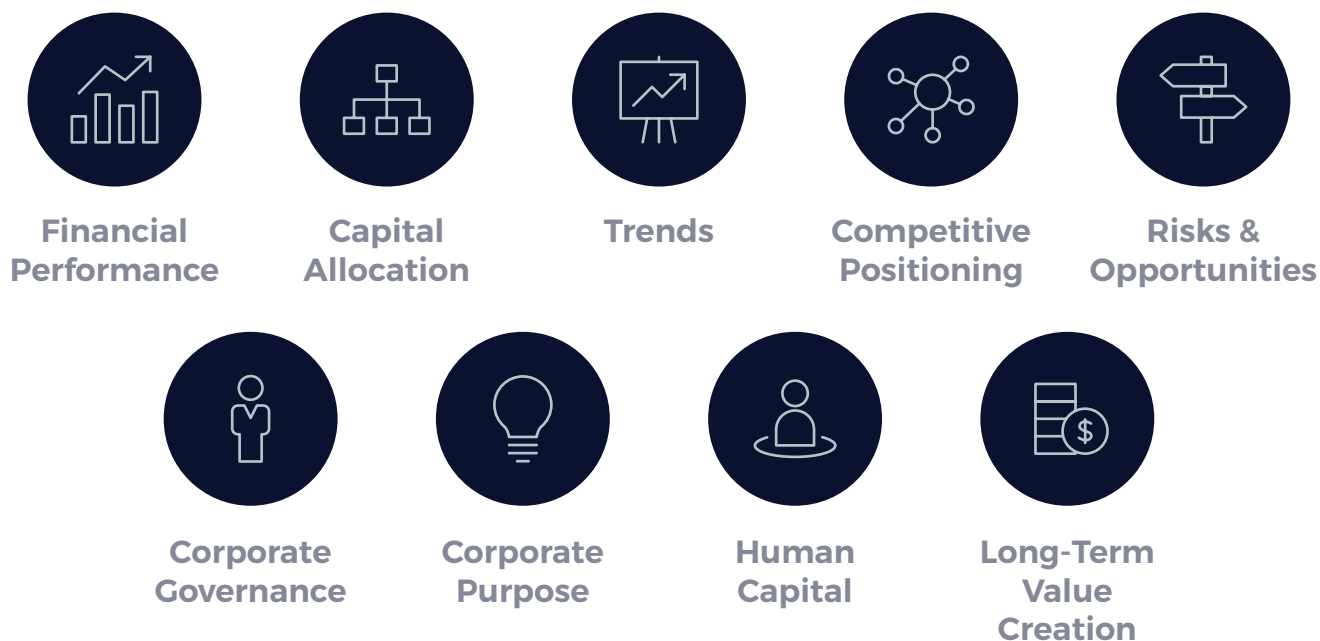 Financial
Performance
Capital
Allocation
Trends
Competitive
Positioning
Risks &
Opportunities
$
Corporate
Governance
Corporate
Purpose
Human
Capital
Long-Term
Value
Creation